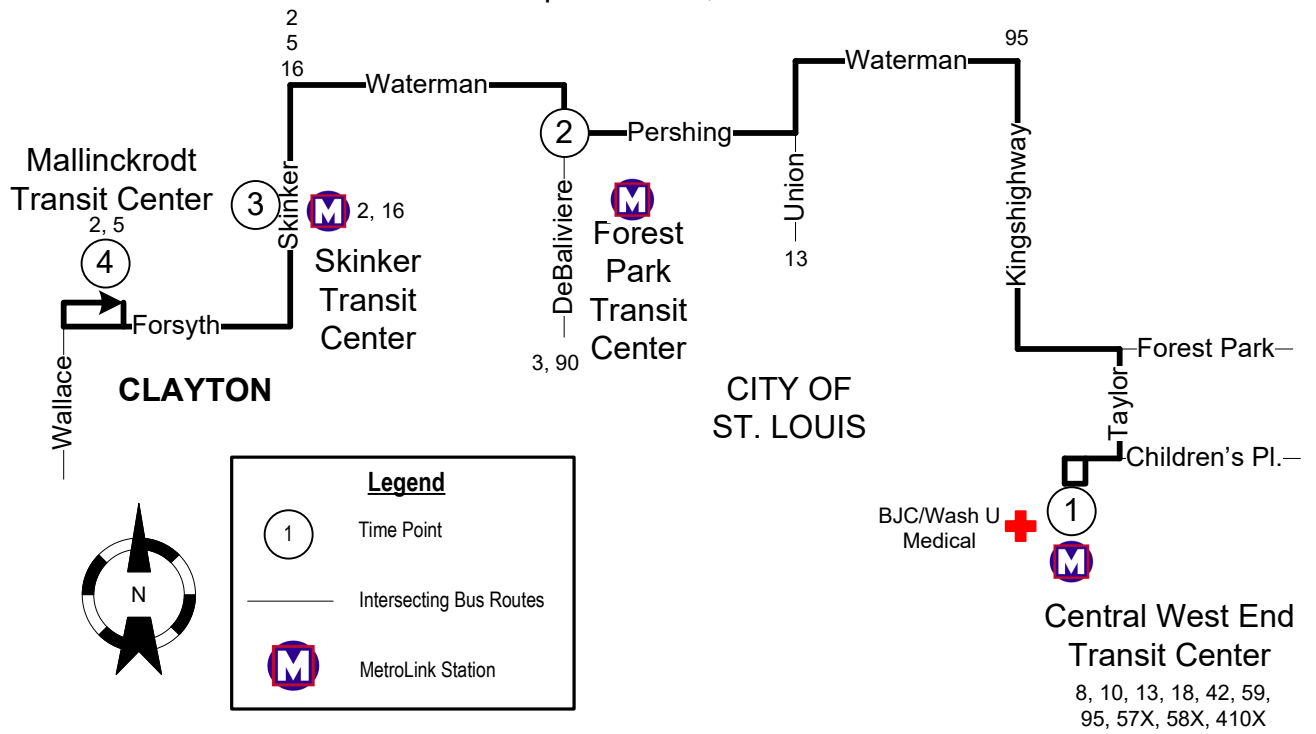 2
5
16
Waterman
2
Pershing
Waterman
95
Mallinckrodt
Transit Center
2, 5
4
3
Skinker
M
2, 16
Skinker
Transit
Center
DeBaliviere
3, 90
M
Forest
Park
Transit
Center
Union
13
Kingshighway
Forsyth
Wallace
CLAYTON
CITY OF
ST. LOUIS
Forest Park
Taylor
Children's Pl.
1
BJC/Wash U
Medical
M
Central West End
Transit Center
8, 10, 13, 18, 42, 59,
95, 57X, 58X, 410X
N
Legend
1
Time Point
Intersecting Bus Routes
M
MetroLink Station